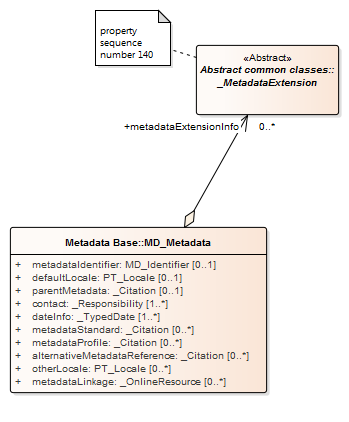 property
sequence
number 140
«Abstract»
Abstract common classes::
_MetadataExtension
+metadataExtensionInfo 0..*
Metadata Base::MD_Metadata
+ metadataIdentifier: MD_Identifier [0..1]
+ defaultLocale: PT_Locale [0..1]
+ parentMetadata: _Citation [0..1]
+ contact: _Responsibility [1..*]
+ dateInfo: _TypedDate [1..*]
+ metadataStandard: _Citation [0..*]
+ metadataProfile: _Citation [0..*]
+ alternativeMetadataReference: _Citation [0..*]
+ otherLocale: PT_Locale [0..*]
+ metadataLinkage: _OnlineResource [0..*]